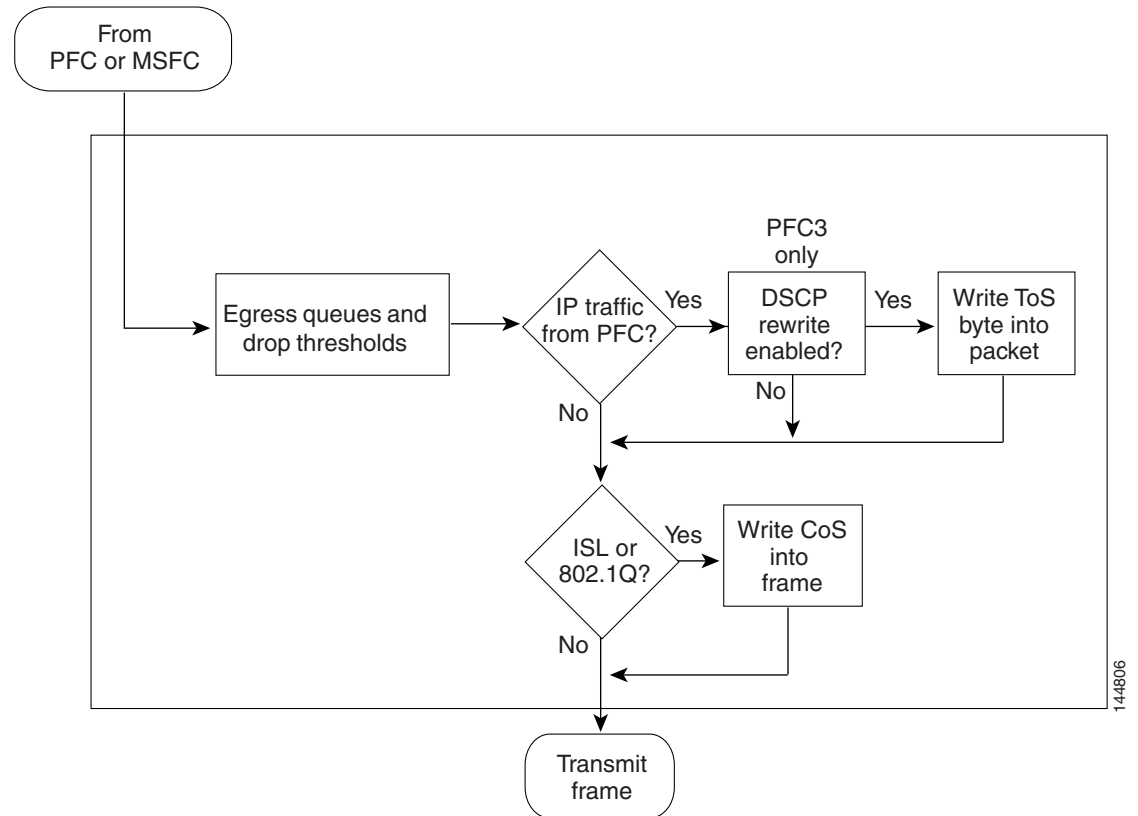 From
PFC or MSFC
PFC3
only
Egress queues and
drop thresholds
IP traffic
from PFC?
Yes
DSCP
rewrite
enabled?
Yes
Write ToS
byte into
packet
No
No
ISL or
802.1Q?
Yes
Write CoS
into
frame
No
Transmit
frame
144806